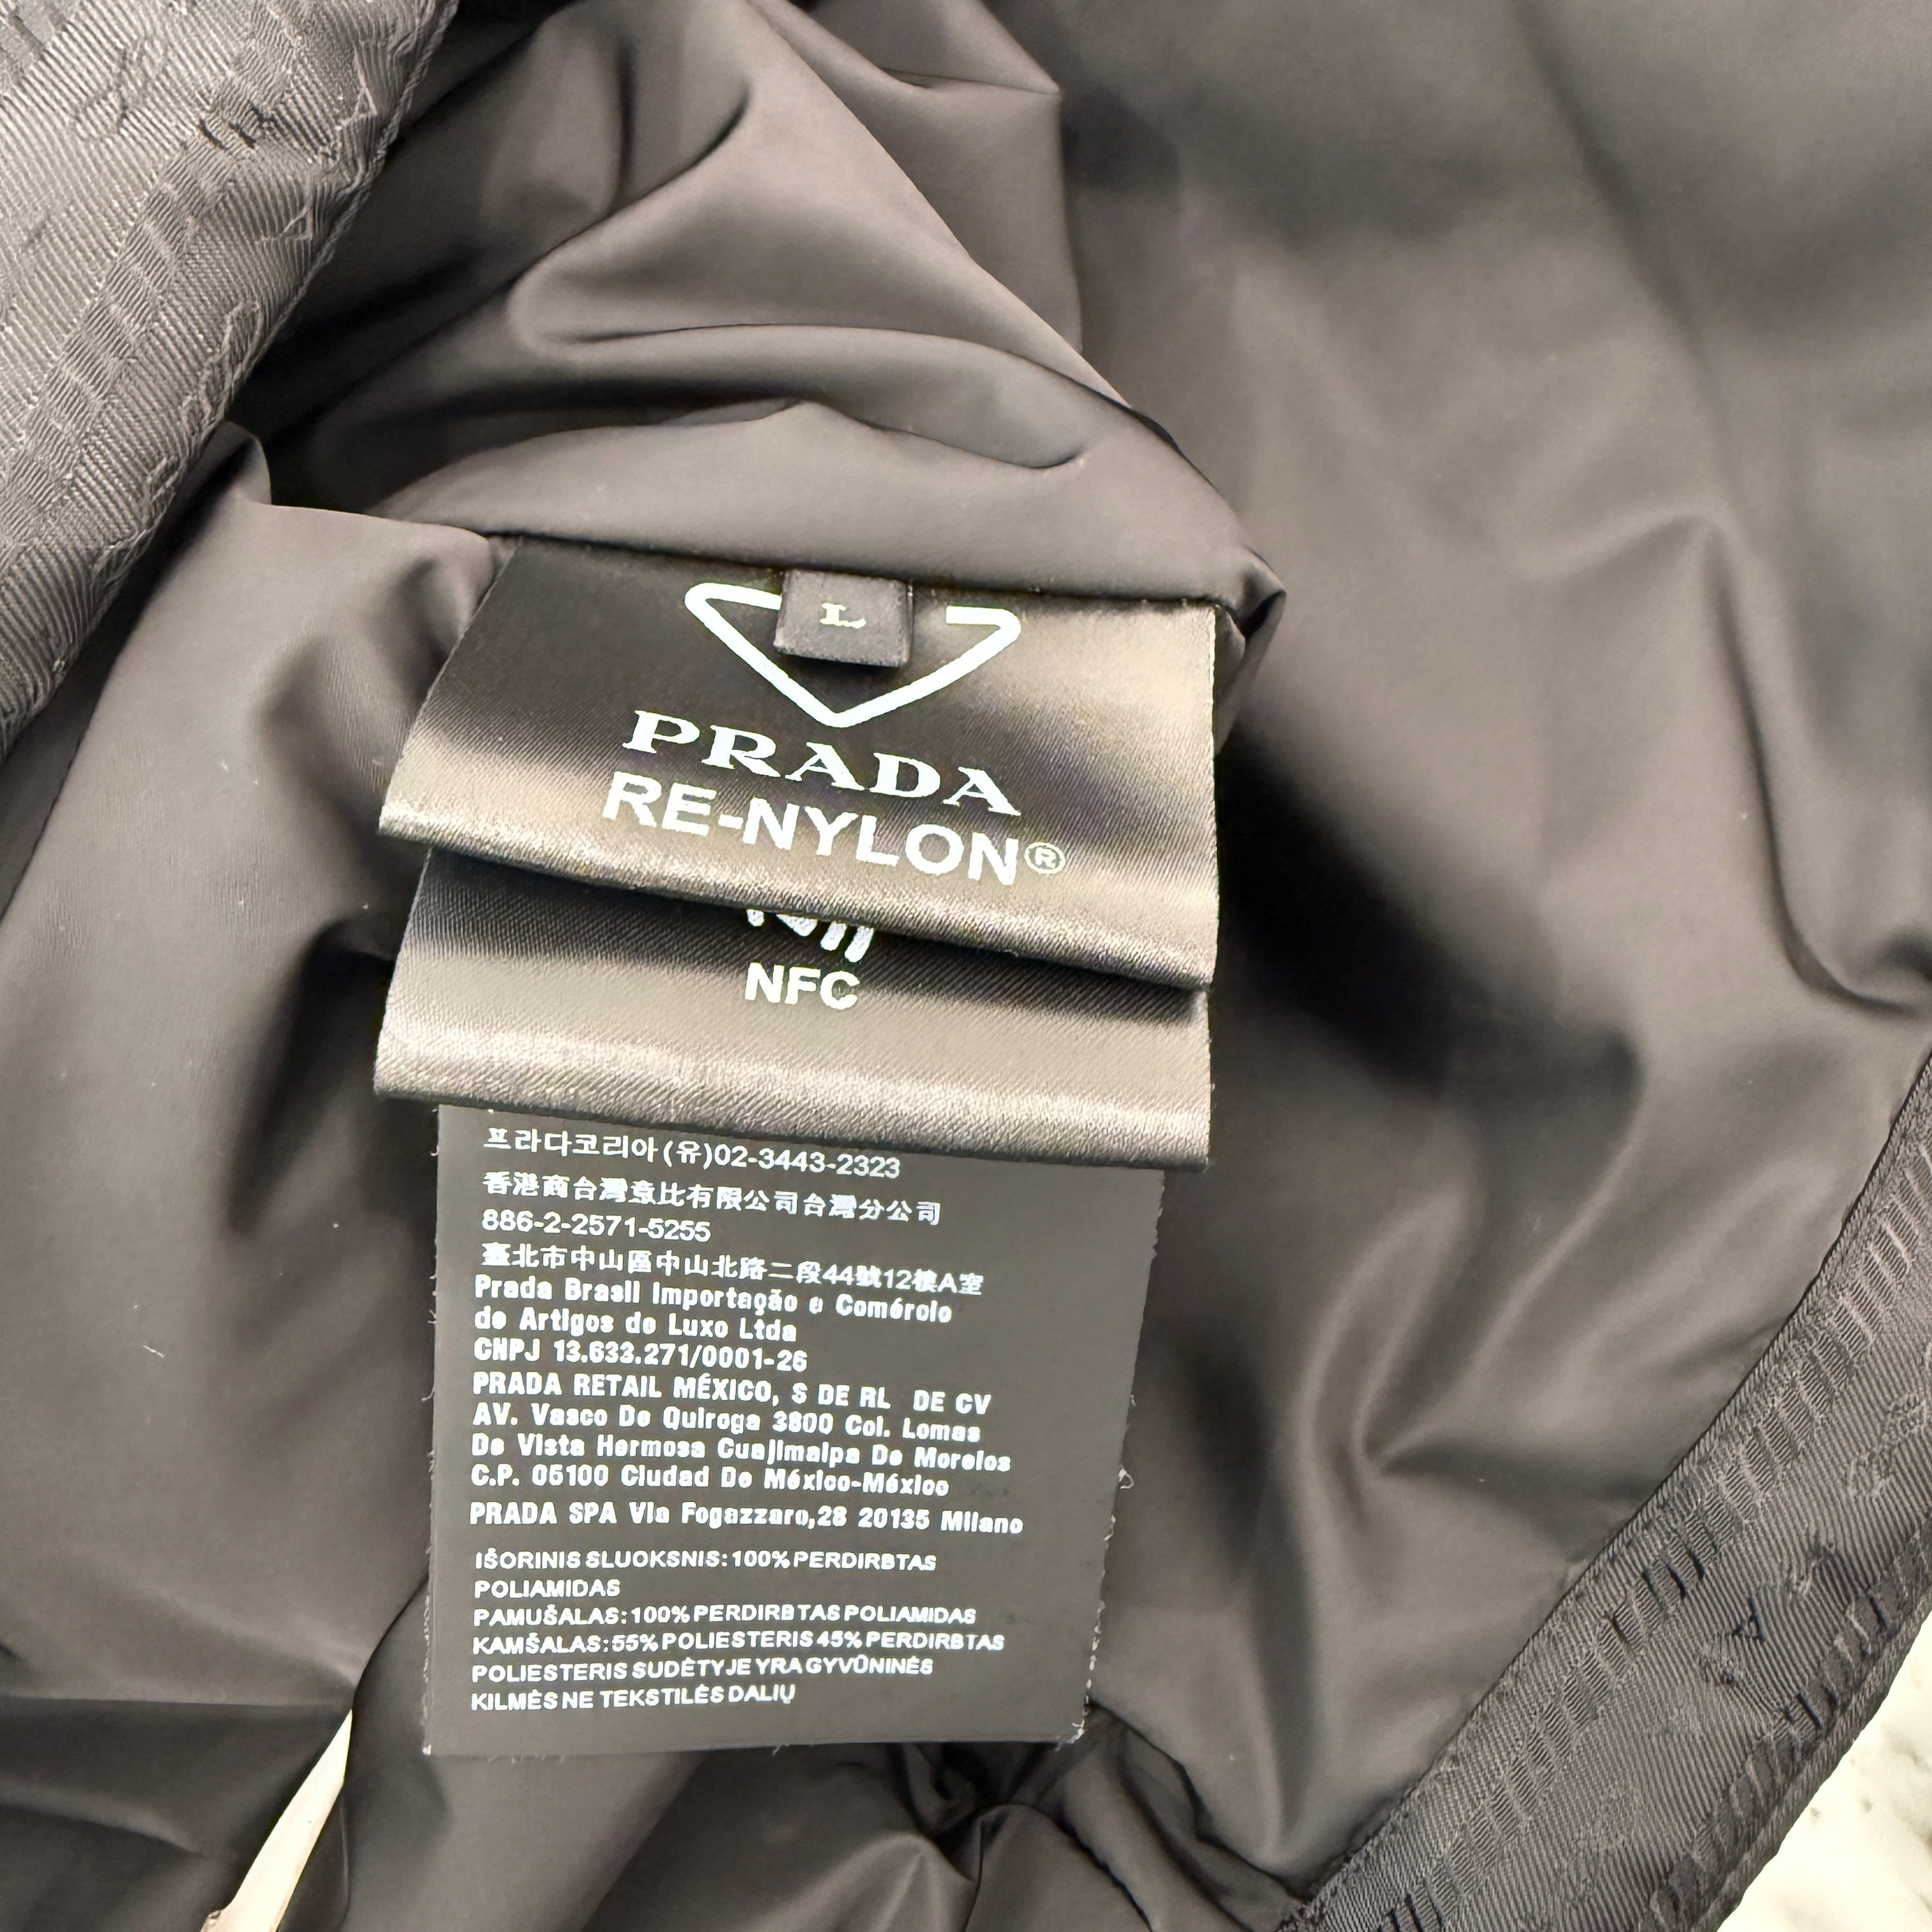 L
PRADA
RE-NYLON®
NFC
프라다코리아(유)02-3443-2323
香港商台灣意比有限公司台灣分公司
886-2-2571-5255
臺北市中山區中山北路二段44號12樓A室
Prada Brasil Importação e Comércio
de Artigos de Luxo Ltda
CNPJ 13.633.271/0001-26
PRADA RETAIL MÉXICO, S DE RL DE CV
AV. Vasco De Quiroga 3800 Col. Lomas
De Vista Hermosa Cuajimalpa De Morelos
C.P. 05100 Ciudad De México-México
PRADA SPA Via Fogazzaro,28 20135 Milano
IŠORINIS SLUOKSNIS:100% PERDIRBTAS
POLIAMIDAS
PAMUŠALAS:100% PERDIRBTAS POLIAMIDAS
KAMŠALAS:55% POLIESTERIS 45% PERDIRBTAS
POLIESTERIS SUDĖTYJE YRA GYVŪNINĖS
KILMĖS NE TEKSTILĖS DALIŲ